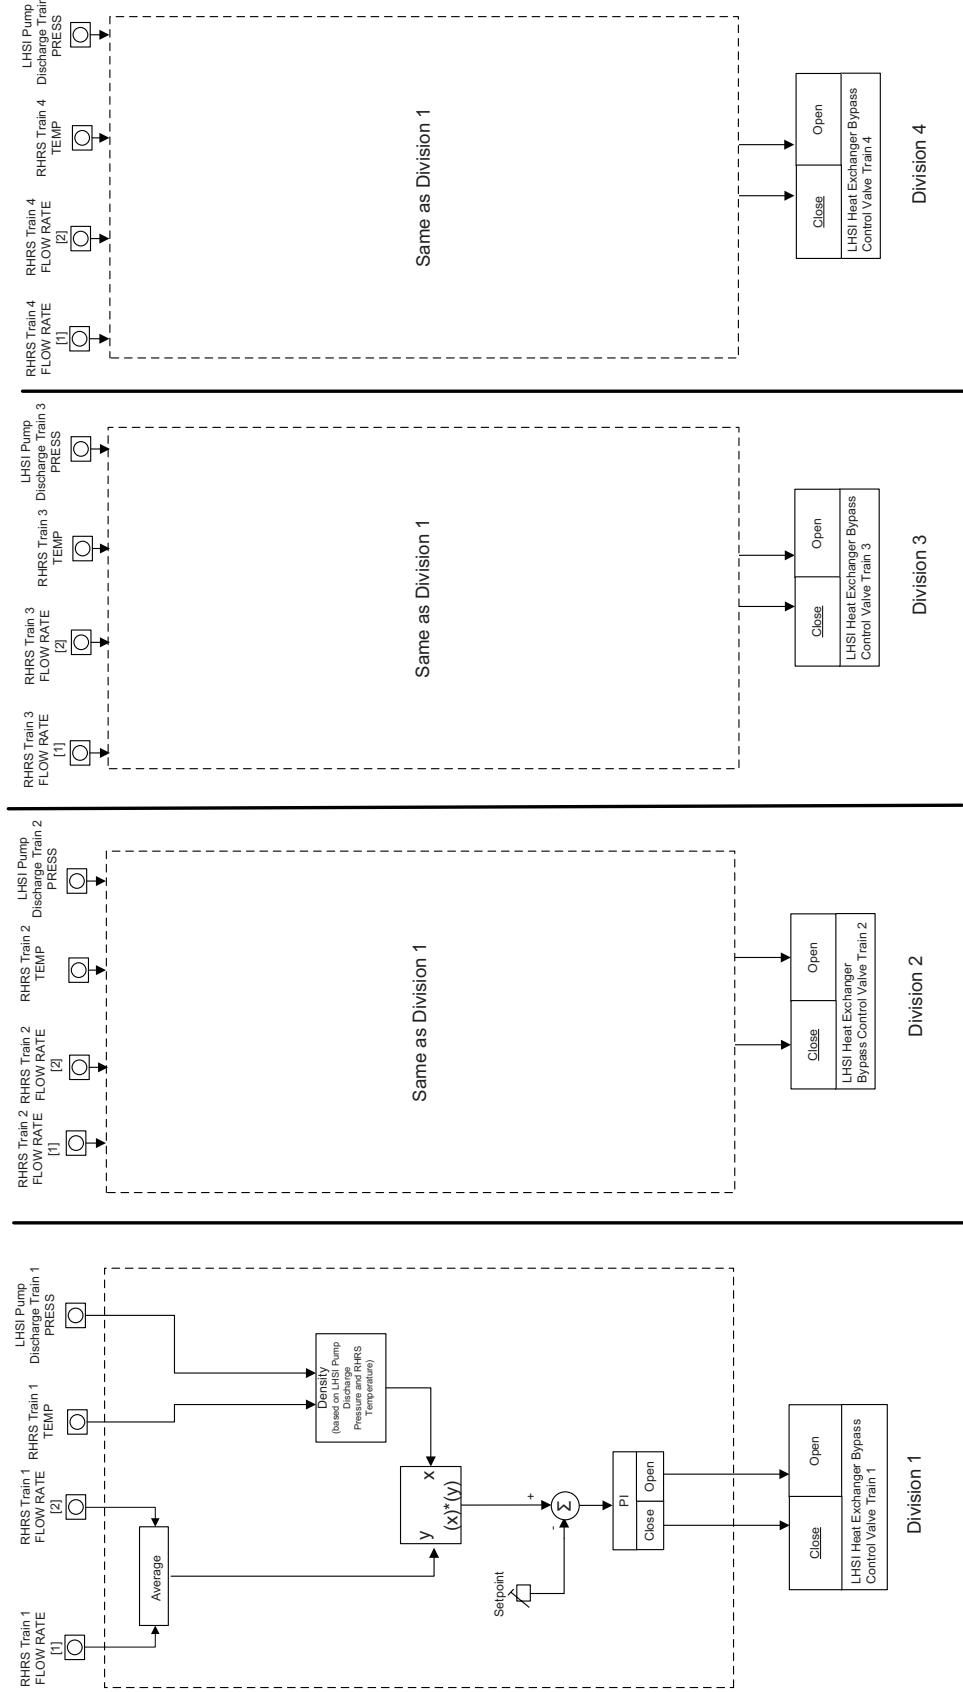 RHRS Train 1
FLOW RATE
[1]
RHRS Train 1
FLOW RATE
[2]
RHRS Train 1
TEMP
LHSI Pump
Discharge Train 1
PRESS
Average
Density
(based on LHSI Pump
Discharge
Pressure and RHRS
Temperature)
y
x
(x)*(y)
Setpoint
-
+
Σ
PI
Close
Open
Close
Open
LHSI Heat Exchanger Bypass
Control Valve Train 1
Division 1
RHRS Train 2
FLOW RATE
[1]
RHRS Train 2
FLOW RATE
[2]
RHRS Train 2
TEMP
LHSI Pump
Discharge Train 2
PRESS
Same as Division 1
Close
Open
LHSI Heat Exchanger
Bypass Control Valve Train 2
Division 2
RHRS Train 3
FLOW RATE
[1]
RHRS Train 3
FLOW RATE
[2]
RHRS Train 3
TEMP
LHSI Pump
Discharge Train 3
PRESS
Same as Division 1
Close
Open
LHSI Heat Exchanger Bypass
Control Valve Train 3
Division 3
RHRS Train 4
FLOW RATE
[1]
RHRS Train 4
FLOW RATE
[2]
RHRS Train 4
TEMP
LHSI Pump
Discharge Train
PRESS
Same as Division 1
Close
Open
LHSI Heat Exchanger Bypass
Control Valve Train 4
Division 4